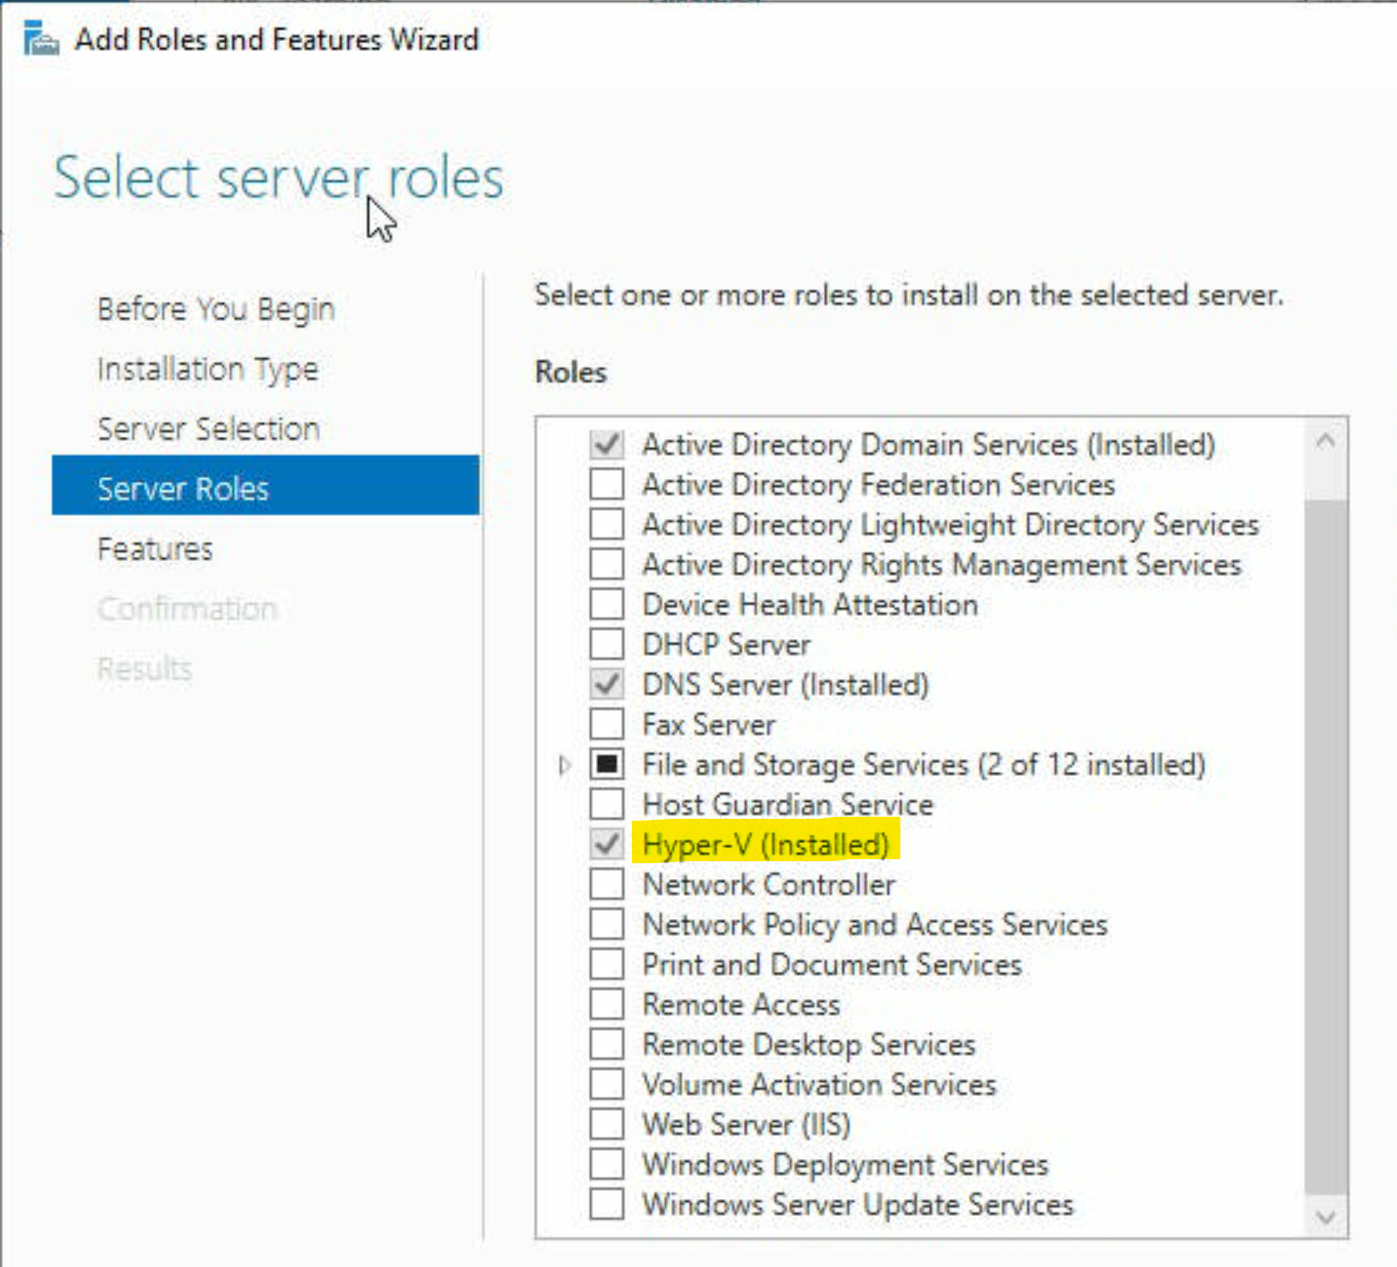 Add Roles and Features Wizard
Select server roles
Before You Begin
Installation Type
Server Selection
Server Roles
Features
Confirmation
Results
Select one or more roles to install on the selected server.
Roles
Active Directory Domain Services (Installed)
Active Directory Federation Services
Active Directory Lightweight Directory Services
Active Directory Rights Management Services
Device Health Attestation
DHCP Server
DNS Server (Installed)
Fax Server
File and Storage Services (2 of 12 installed)
Host Guardian Service
Hyper-V (Installed)
Network Controller
Network Policy and Access Services
Print and Document Services
Remote Access
Remote Desktop Services
Volume Activation Services
Web Server (IIS)
Windows Deployment Services
Windows Server Update Services